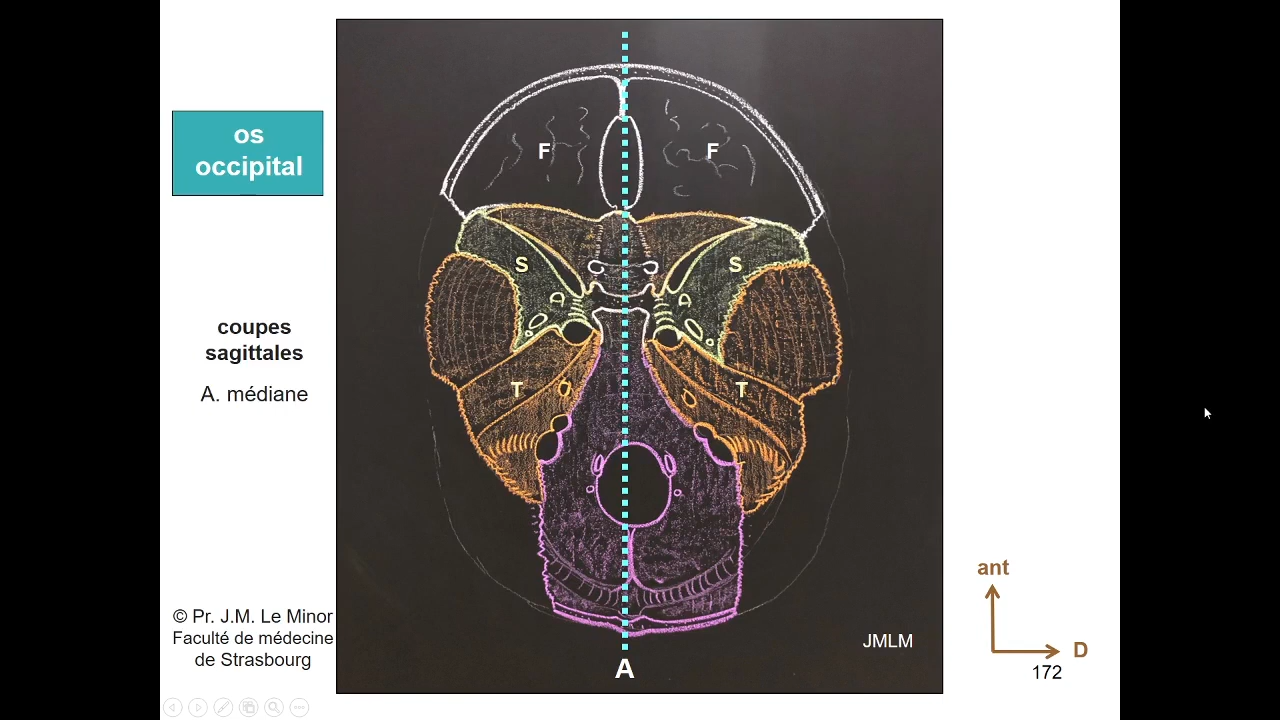 os
occipital
coupes
sagittales
A. médiane
© Pr. J.M. Le Minor
Faculté de médecine
de Strasbourg
F
F
S
S
T
T
A
JMLM
ant
D
172